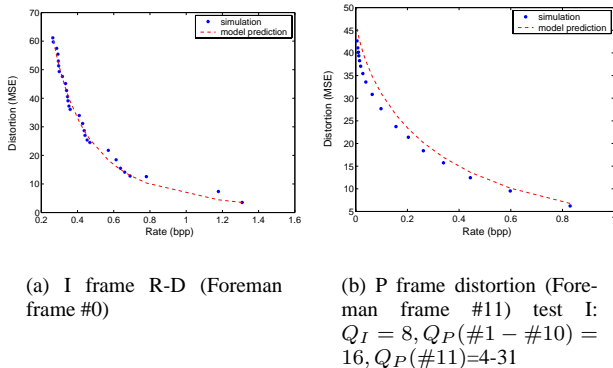 simulation
model prediction
Distortion (MSE)
70
60
50
40
30
20
10
0
0.2 0.4 0.6 0.8 1 1.2 1.4 1.6
Rate (bpp)
(a) I frame R-D (Foreman
frame #0)
simulation
model prediction
Distortion (MSE)
50
45
40
35
30
25
20
15
10
5
0 0.2 0.4 0.6 0.8 1
Rate (bpp)
(b) P frame distortion (Fore-
man frame #11) test I:
Q_I = 8, Q_P(#1 − #10) =
16, Q_P(#11)=4-31